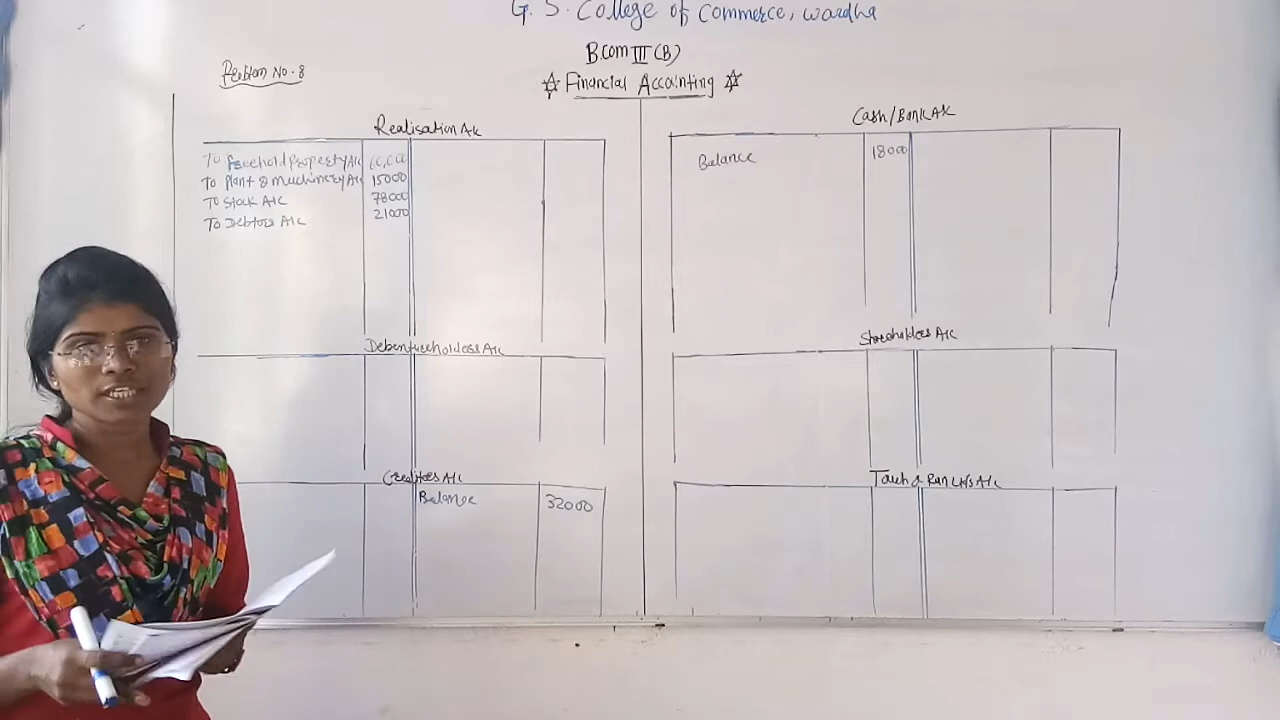 G. S. College of Commerce, Wardha
B.Com III (B)
Problem No. 8
☆ Financial Accounting ☆
Realisation A/c
To Freehold Property A/c
To Plant & Machinery A/c 15000
To Stock A/c 78000
To Debtors A/c 21000
Cash/Bank A/c
Balance 18000
Debentureholders A/c
Shareholders A/c
Creditors A/c
Balance 32000
A/c